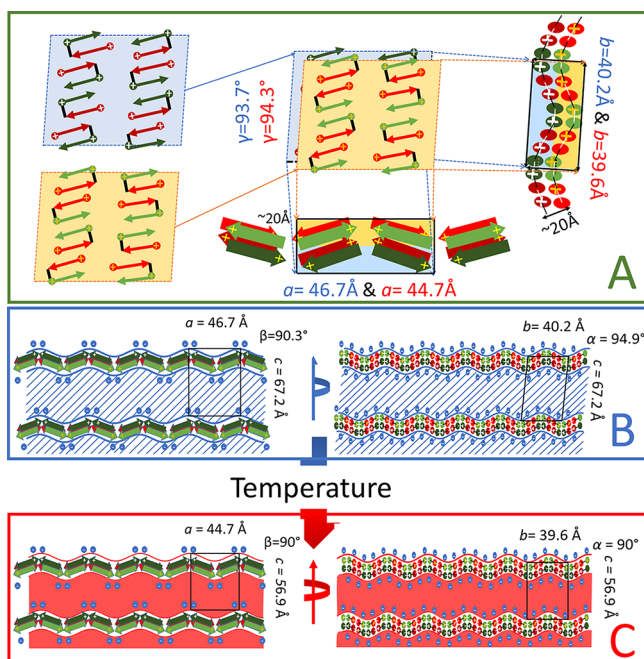 γ=93.7°
γ=94.3°
b=40.2Å & b=39.6Å
~20Å
~20Å
a= 46.7Å & a= 44.7Å
A
a = 46.7 Å
β=90.3°
c = 67.2 Å
b= 40.2 Å
α= 94.9°
c = 67.2 Å
B
Temperature
a= 44.7 Å
β=90°
c = 56.9 Å
b= 39.6 Å
α= 90°
c = 56.9 Å
C